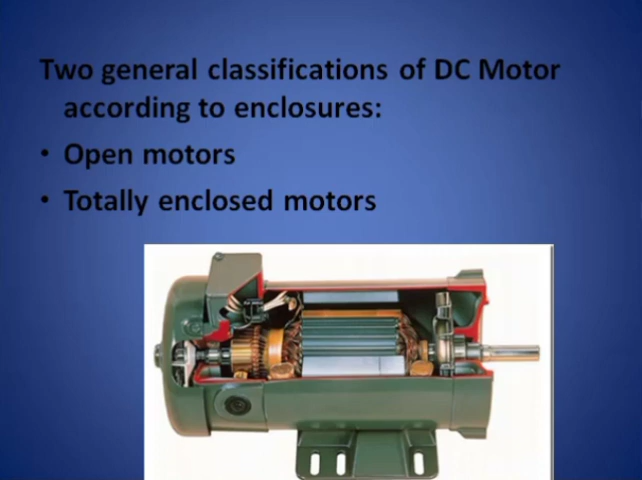 Two general classifications of DC Motor
according to enclosures:
• Open motors
• Totally enclosed motors